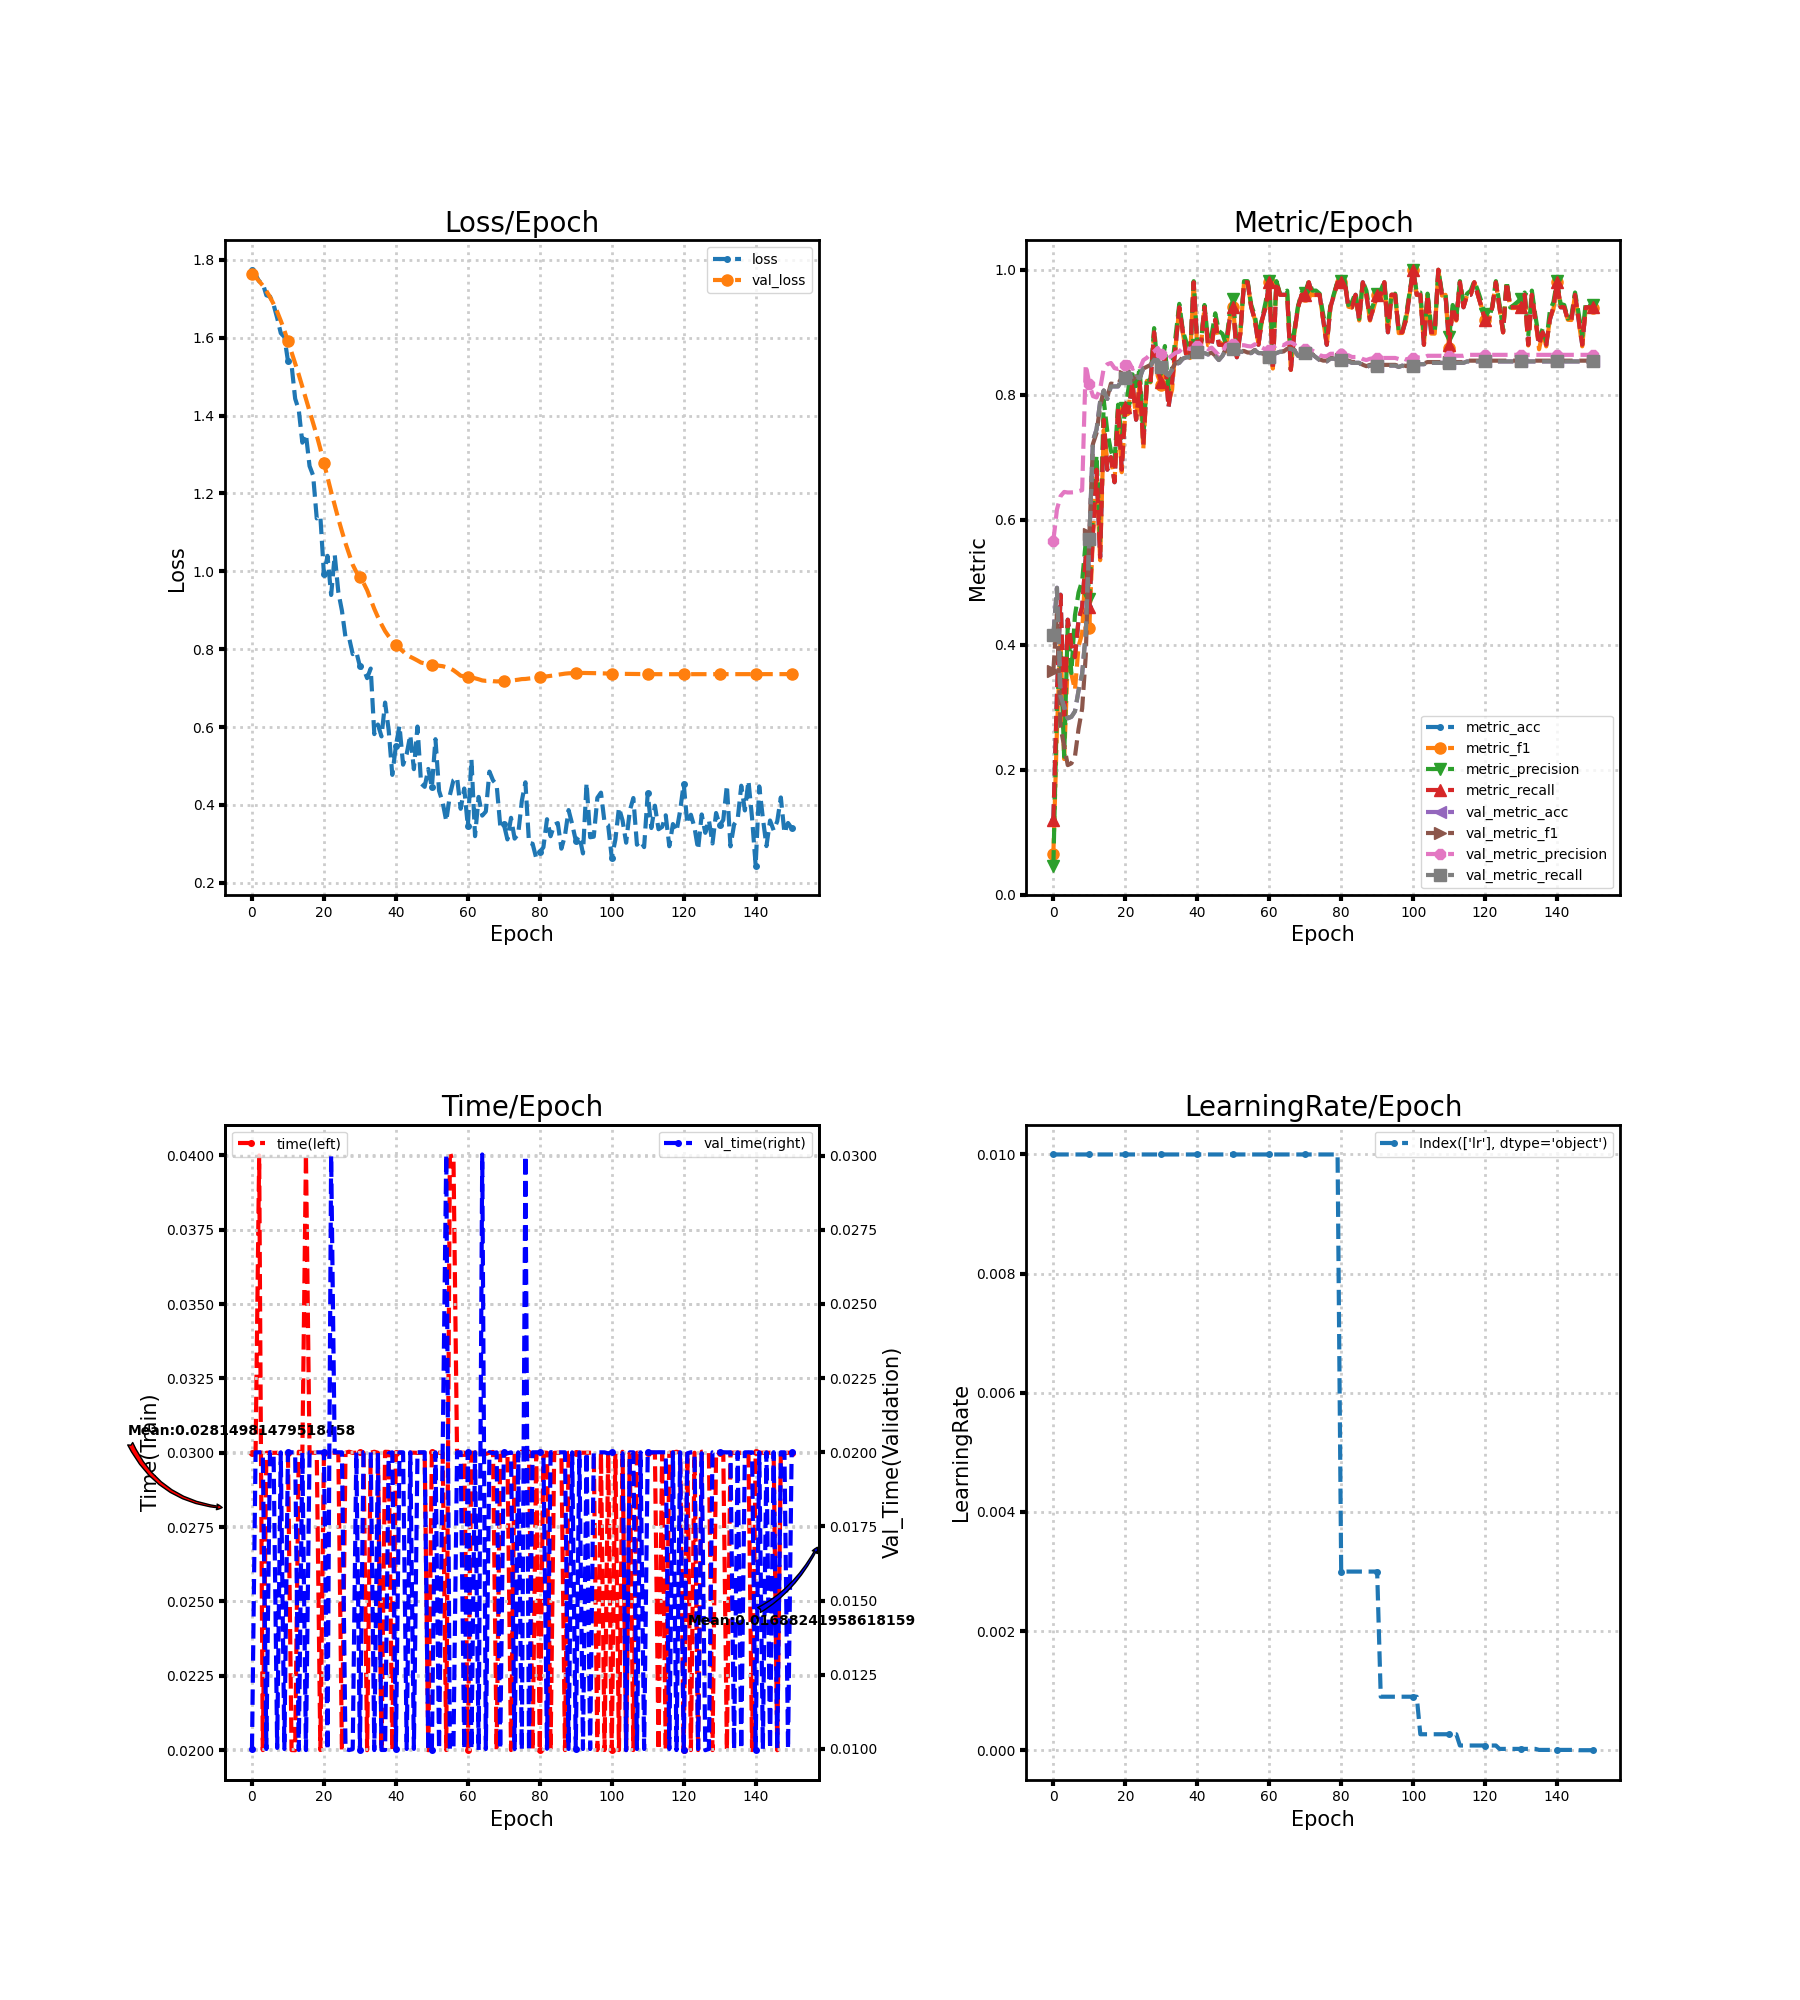 Loss/Epoch
1.8
1.6
1.4
1.2
1.0
0.8
0.6
0.4
0.2
Loss
loss
val_loss
0 20 40 60 80 100 120 140
Epoch
Metric/Epoch
1.0
0.8
0.6
0.4
0.2
0.0
Metric
metric_acc
metric_f1
metric_precision
metric_recall
val_metric_acc
val_metric_f1
val_metric_precision
val_metric_recall
0 20 40 60 80 100 120 140
Epoch
Time/Epoch
time(left)
val_time(right)
0.0400
0.0375
0.0350
0.0325
0.0300
0.0275
0.0250
0.0225
0.0200
Time(Train)
0.0300
0.0275
0.0250
0.0225
0.0200
0.0175
0.0150
0.0125
0.0100
Val_Time(Validation)
Mean:0.01688241958618159
0 20 40 60 80 100 120 140
Epoch
LearningRate/Epoch
Index(['lr'], dtype='object')
0.010
0.008
0.006
0.004
0.002
0.000
LearningRate
0 20 40 60 80 100 120 140
Epoch